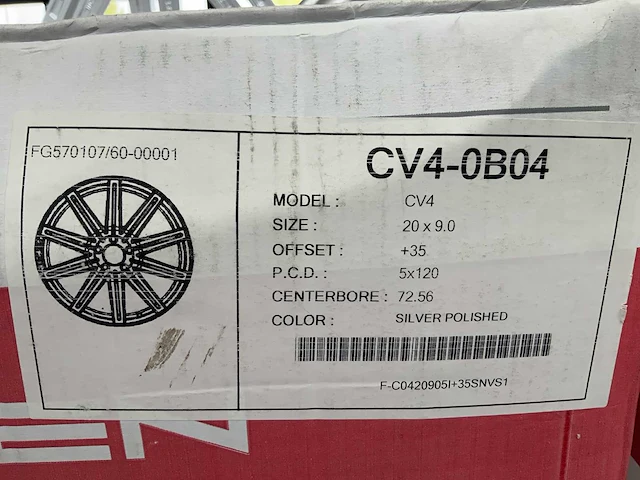 FG570107/60-00001
CV4-0B04
MODEL : CV4
SIZE : 20 x 9.0
OFFSET : +35
P.C.D. : 5x120
CENTERBORE : 72.56
COLOR : SILVER POLISHED
F-C0420905I+35SNVS1
EN